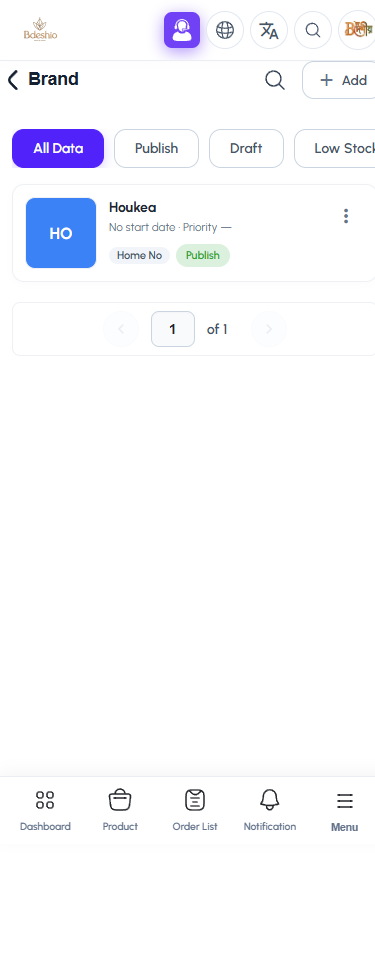 Bdeshio
Brand
Add
All Data
Publish
Draft
Low Stock
HO
Houkea
No start date · Priority —
Home No
Publish
1 of 1
Dashboard
Product
Order List
Notification
Menu